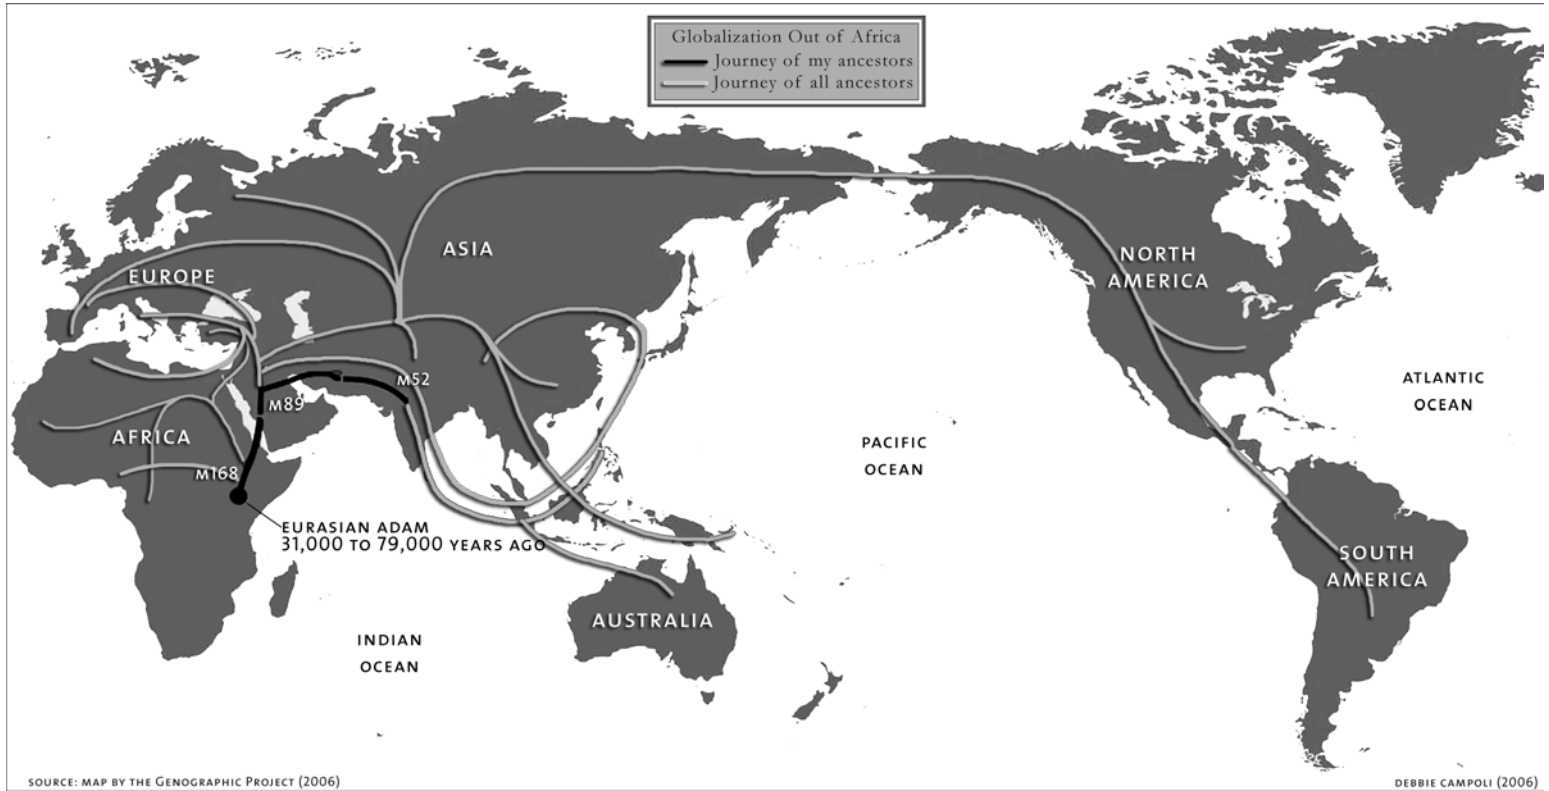 Globalization Out of Africa
Journey of my ancestors
Journey of all ancestors
ASIA
EUROPE
NORTH
AMERICA
M52
M89
ATLANTIC
OCEAN
AFRICA
PACIFIC
OCEAN
M168
EURASIAN ADAM
31,000 TO 79,000 YEARS AGO
SOUTH
AMERICA
AUSTRALIA
INDIAN
OCEAN
SOURCE: MAP BY THE GENOGRAPHIC PROJECT (2006)
DEBBIE CAMPOLI (2006)